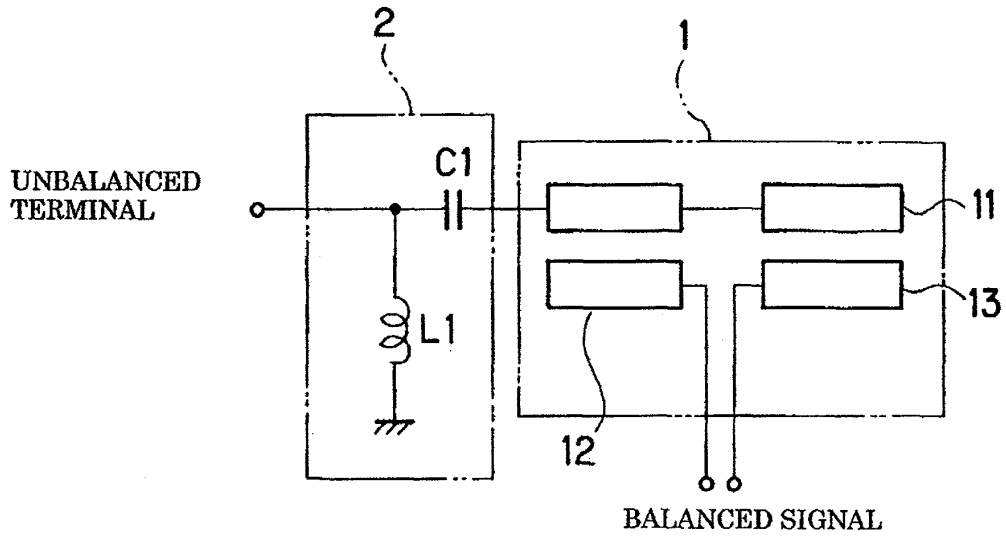 2
1
C1
UNBALANCED
TERMINAL
11
L1
13
12
BALANCED SIGNAL